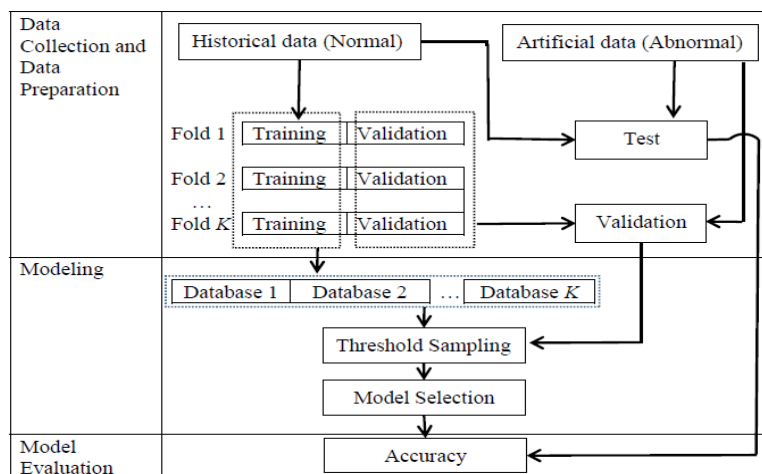 Data
Collection and
Data
Preparation
Historical data (Normal)
Artificial data (Abnormal)
Fold 1 Training Validation
Test
Fold 2 Training Validation
...
Fold K Training Validation
Validation
Modeling
Database 1 Database 2 ... Database K
Threshold Sampling
Model Selection
Model
Evaluation
Accuracy